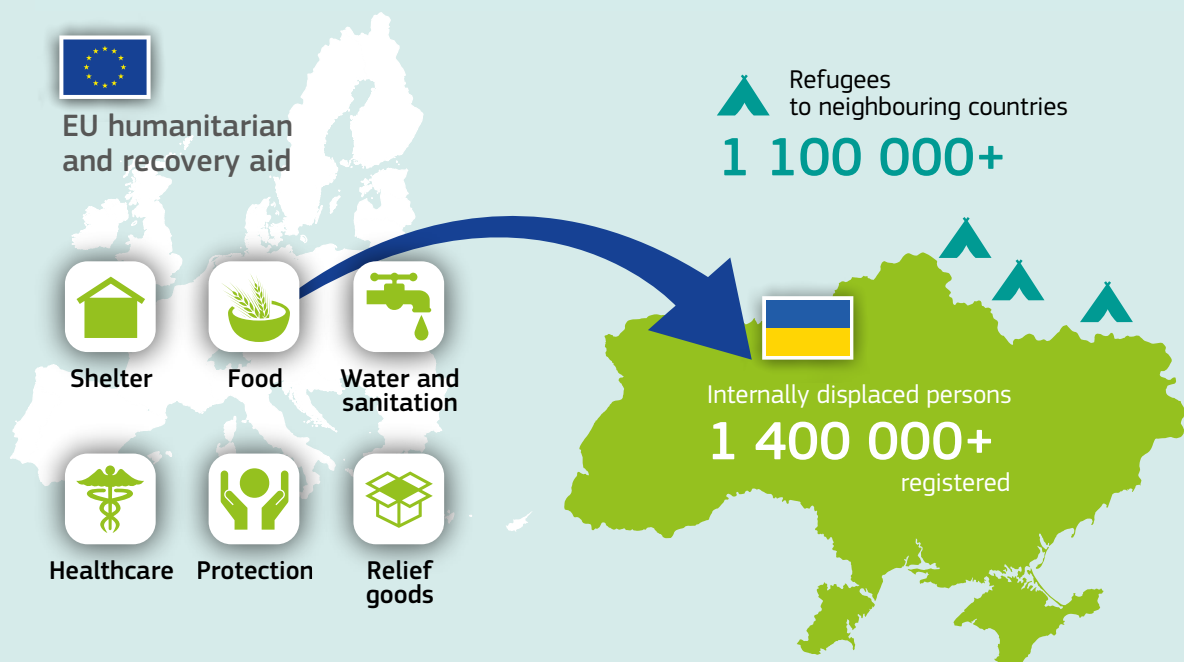 EU humanitarian
and recovery aid
Refugees
to neighbouring countries
1 100 000+
Shelter
Food
Water and
sanitation
Healthcare
Protection
Relief
goods
Internally displaced persons
1 400 000+
registered